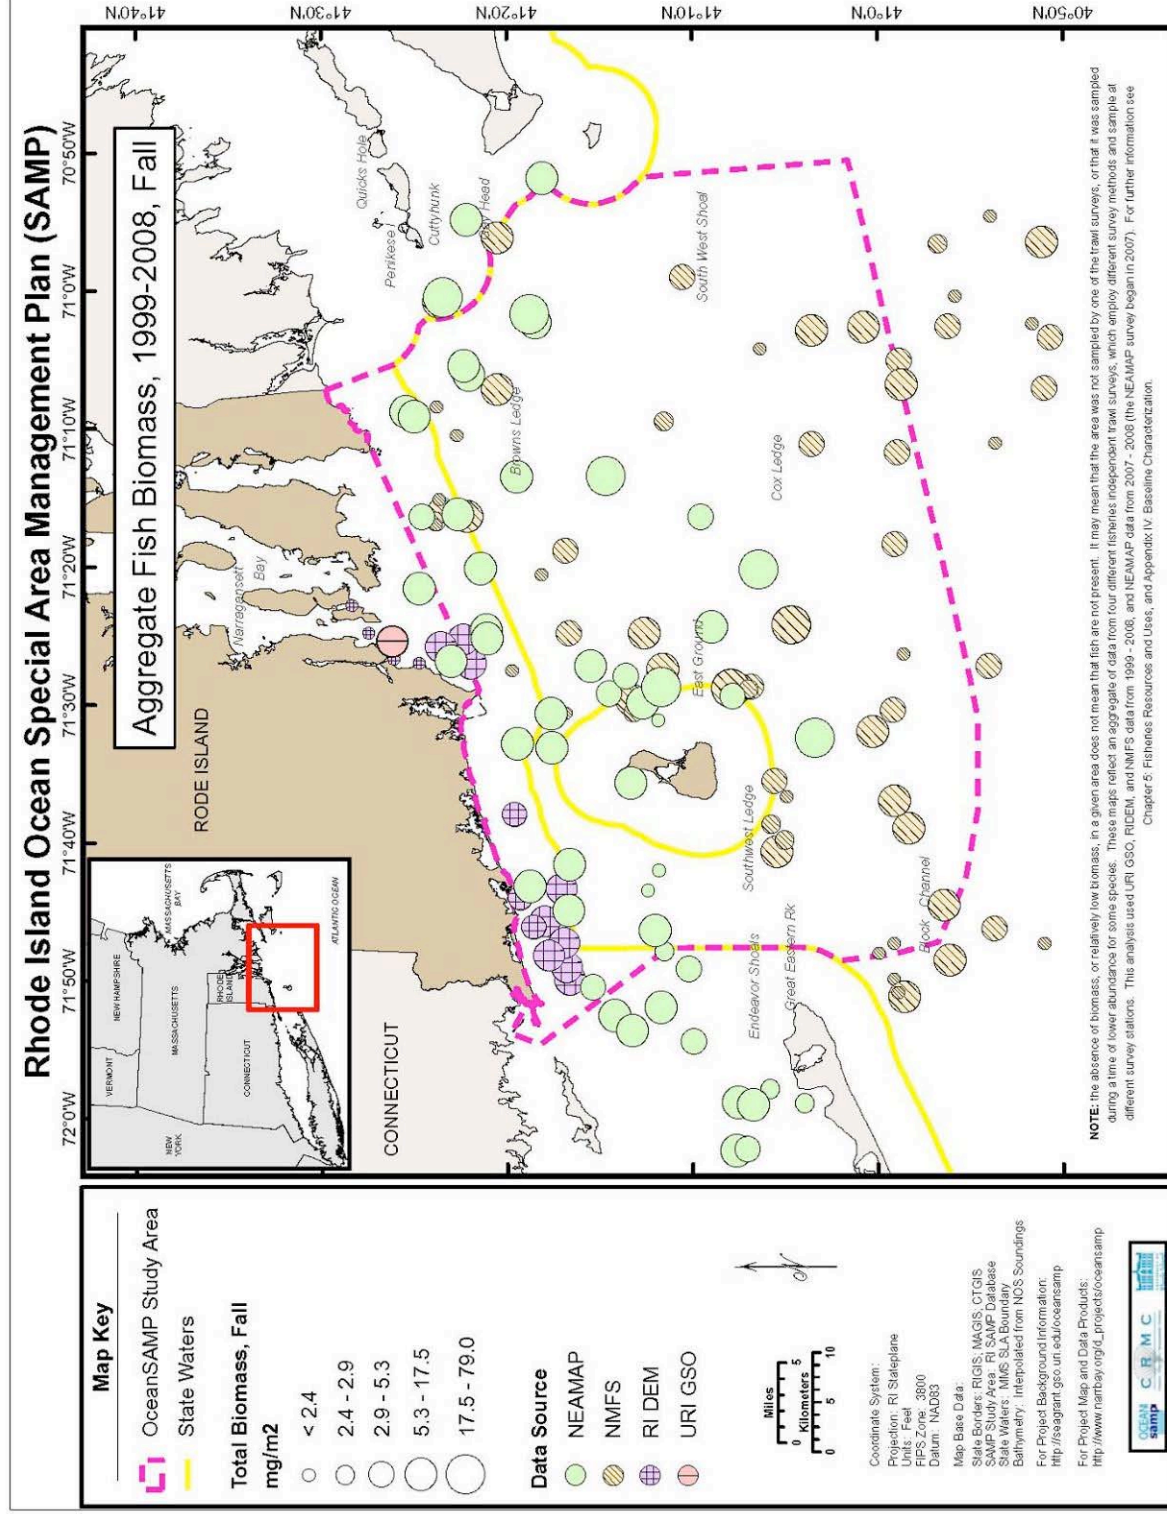 Rhode Island Ocean Special Area Management Plan (SAMP)
72°0'W
71°50'W
71°40'W
71°30'W
71°20'W
71°10'W
71°0'W
70°50'W
Aggregate Fish Biomass, 1999-2008, Fall
41°40'N
41°30'N
41°20'N
41°10'N
41°0'N
40°50'N
VERMONT
NEW HAMPSHIRE
MASSACHUSETTS BAY
NEW YORK
MASSACHUSETTS
CONNECTICUT
RHODE ISLAND
ATLANTIC OCEAN
RODE ISLAND
CONNECTICUT
Narragansett
Bay
Quicks Hole
Penikese I
Cuttyhunk
Head
Browns Ledge
South West Shoal
East Ground
Cox Ledge
Southwest Ledge
Endeavor Shoals
Great Eastern Rk
Block Channel
NOTE: the absence of biomass, or relatively low biomass, in a given area does not mean that fish are not present. It may mean that the area was not sampled by one of the trawl surveys, or that it was sampled
during a time of lower abundance for some species. These maps reflect an aggregate of data from four different fisheries independent trawl surveys, which employ different survey methods and sample at
different survey stations. This analysis used URI GSO, RIDEM, and NMFS data from 1999 - 2008, and NEAMAP data from 2007 - 2008 (the NEAMAP survey began in 2007). For further information see
Chapter 5: Fisheries Resources and Uses, and Appendix IV. Baseline Characterization.
Map Key
OceanSAMP Study Area
State Waters
Total Biomass, Fall
mg/m2
< 2.4
2.4 - 2.9
2.9 - 5.3
5.3 - 17.5
17.5 - 79.0
Data Source
NEAMAP
NMFS
RI DEM
URI GSO
Miles
0 5
Kilometers
0 5 10
N
Coordinate System:
Projection: RI Stateplane
Units: Feet
FIPS Zone: 3800
Datum: NAD83
Map Base Data:
State Borders: RIGIS, MAGIS, CTGIS
SAMP Study Area: RI SAMP Database
State Waters: MMS SLA Boundary
Bathymetry: Interpolated from NOS Soundings
For Project Background Information:
http://seagrant.gso.uri.edu/oceansamp
For Project Map and Data Products:
http://www.narrbay.org/d_projects/oceansamp
OCEAN
samp
C R M C